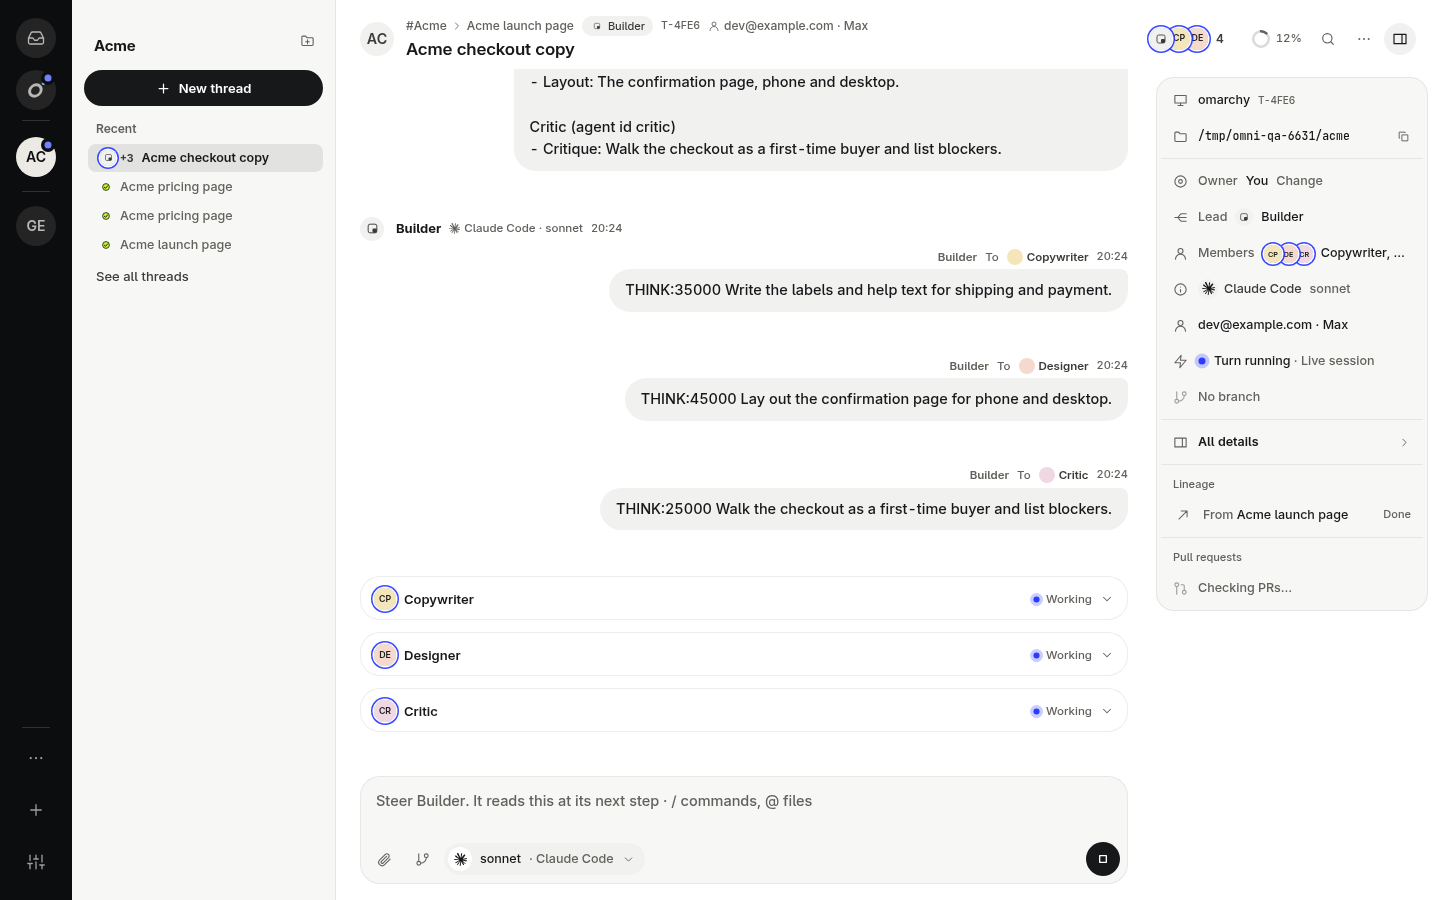 AC
GE
Acme
New thread
Recent
+3 Acme checkout copy
Acme pricing page
Acme pricing page
Acme launch page
See all threads
AC
#Acme > Acme launch page Builder T-4FE6 dev@example.com · Max
Acme checkout copy
CP DE 4 12%
- Layout: The confirmation page, phone and desktop.
Critic (agent id critic)
- Critique: Walk the checkout as a first-time buyer and list blockers.
Builder Claude Code · sonnet 20:24
Builder To Copywriter 20:24
THINK:35000 Write the labels and help text for shipping and payment.
Builder To Designer 20:24
THINK:45000 Lay out the confirmation page for phone and desktop.
Builder To Critic 20:24
THINK:25000 Walk the checkout as a first-time buyer and list blockers.
CP Copywriter Working
DE Designer Working
CR Critic Working
Steer Builder. It reads this at its next step · / commands, @ files
sonnet · Claude Code
omarchy T-4FE6
/tmp/omni-qa-6631/acme
Owner You Change
Lead Builder
Members CP DE CR Copywriter, ...
Claude Code sonnet
dev@example.com · Max
Turn running · Live session
No branch
All details
Lineage
From Acme launch page Done
Pull requests
Checking PRs...